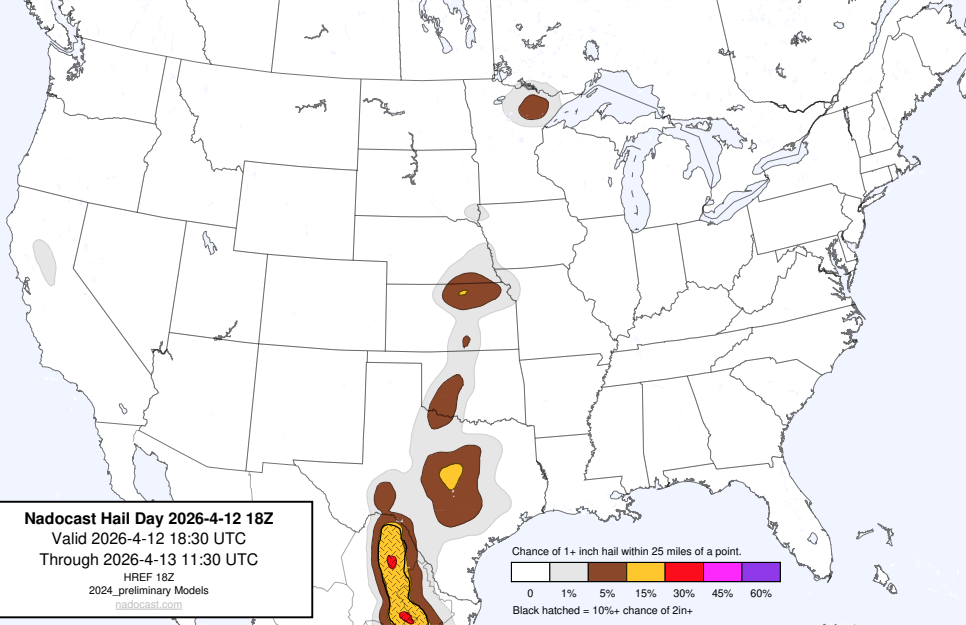 Nadocast Hail Day 2026-4-12 18Z
Valid 2026-4-12 18:30 UTC
Through 2026-4-13 11:30 UTC
HREF 18Z
2024_preliminary Models
nadocast.com
Chance of 1+ inch hail within 25 miles of a point.
0 1% 5% 15% 30% 45% 60%
Black hatched = 10%+ chance of 2in+